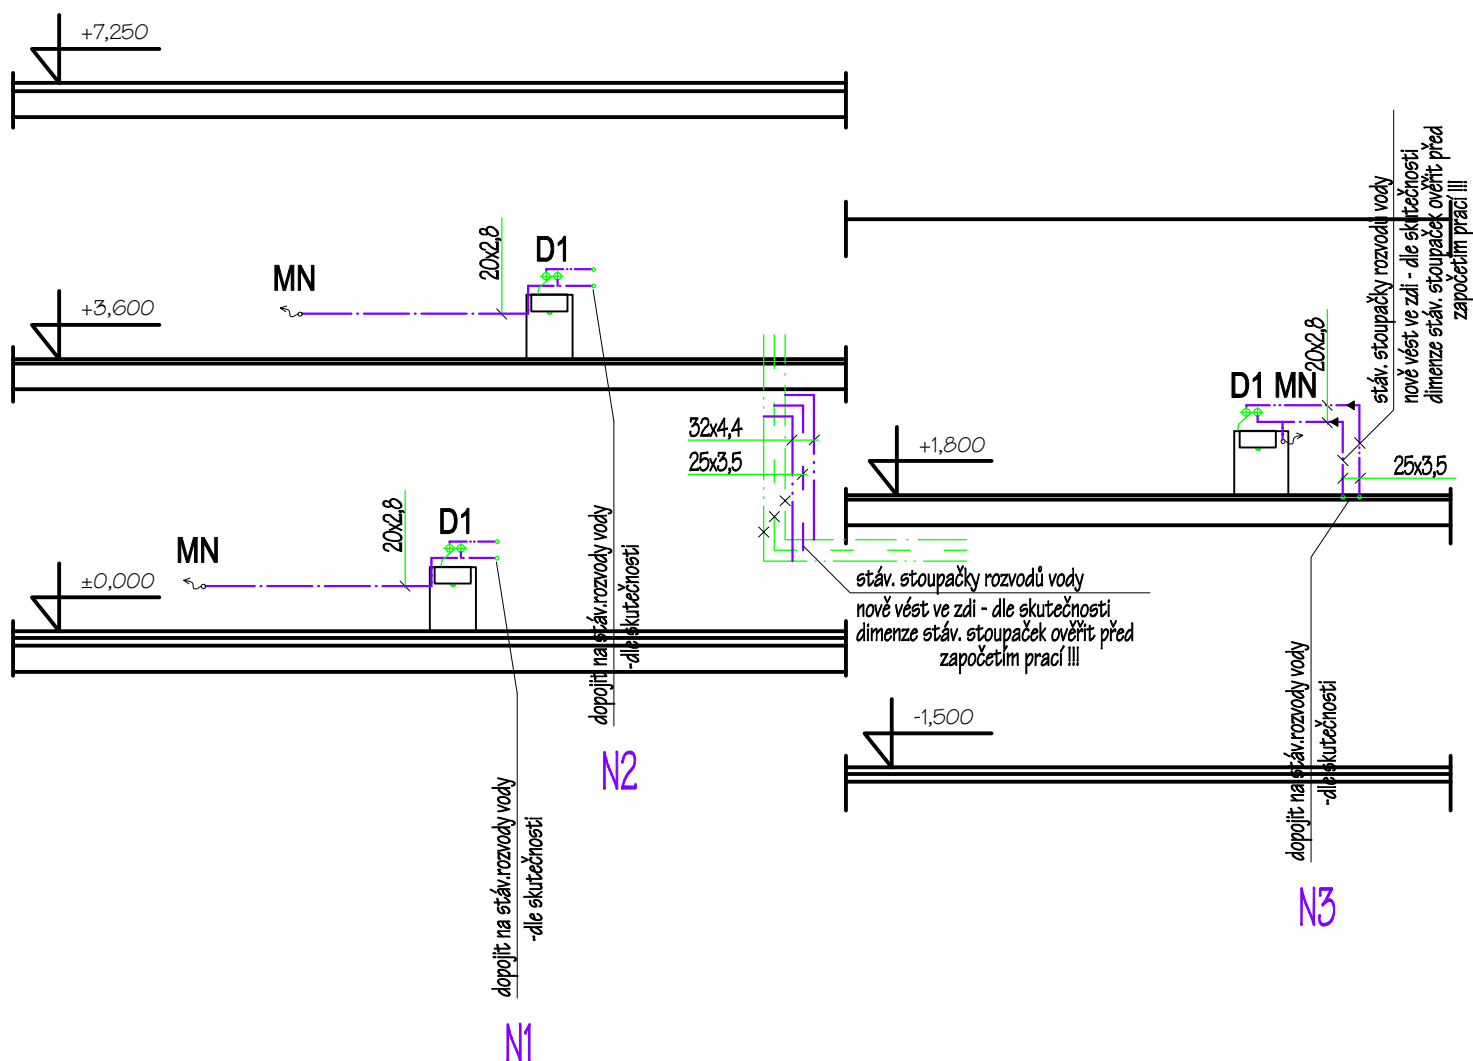 +7,250
+3,600
±0,000
+1,800
-1,500
MN
20x2,8
D1
MN
20x2,8
D1
32x4,4
25x3,5
D1 MN
20x2,8
25x3,5
stáv. stoupačky rozvodů vody
nově vést ve zdi - dle skutečnosti
dimenze stáv. stoupaček ověřit před
započetím prací !!!
stáv. stoupačky rozvodů vody
nově vést ve zdi - dle skutečnosti
dimenze stáv. stoupaček ověřit před
započetím prací !!!
dopojit na stáv.rozvody vody
-dle skutečnosti
N2
dopojit na stáv.rozvody vody
-dle skutečnosti
N1
dopojit na stáv.rozvody vody
-dle skutečnosti
N3